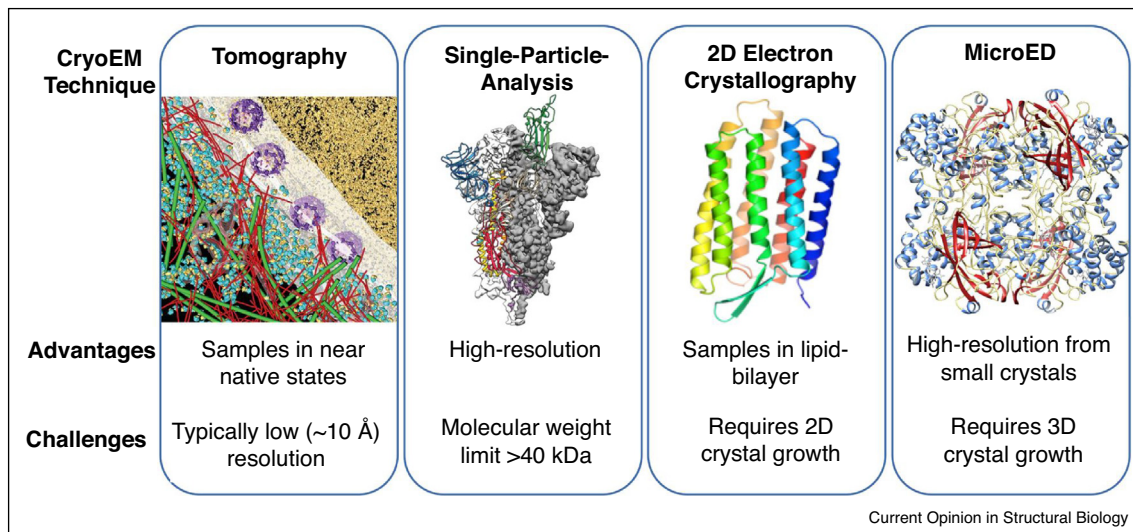 CryoEM
Technique
Tomography
Single-Particle-
Analysis
2D Electron
Crystallography
MicroED
Advantages
Samples in near
native states
High-resolution
Samples in lipid-
bilayer
High-resolution from
small crystals
Challenges
Typically low (~10 Å)
resolution
Molecular weight
limit >40 kDa
Requires 2D
crystal growth
Requires 3D
crystal growth
Current Opinion in Structural Biology